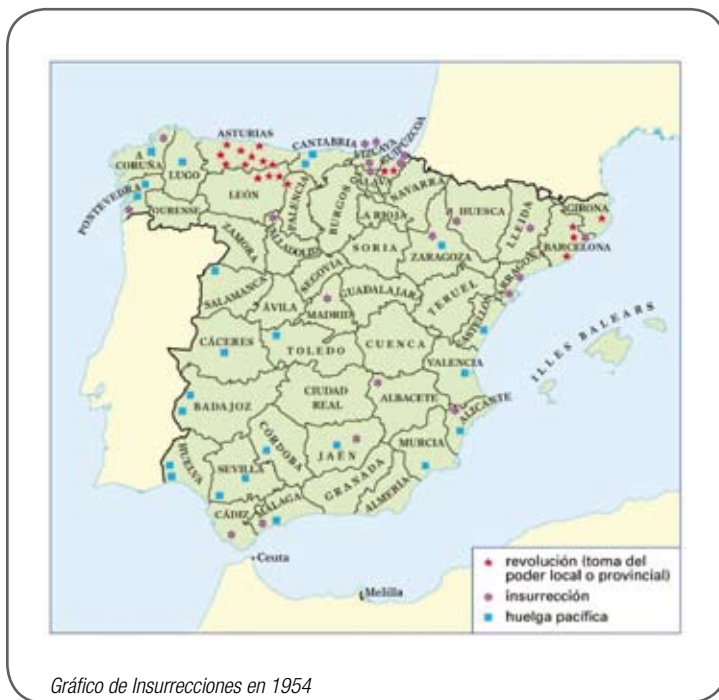 ASTURIAS
CANTABRIA
VIZCAYA
GUIPÚZCOA
A CORUÑA
LUGO
ÁLAVA
NAVARRA
PONTEVEDRA
OURENSE
LEÓN
PALENCIA
BURGOS
LA RIOJA
HUESCA
LLEIDA
GIRONA
BARCELONA
ZAMORA
VALLADOLID
SORIA
ZARAGOZA
TARRAGONA
SEGOVIA
SALAMANCA
ÁVILA
MADRID
GUADALAJARA
TERUEL
CASTELLÓN
ILLES BALEARS
CÁCERES
TOLEDO
CUENCA
VALENCIA
BADAJOZ
CIUDAD REAL
ALBACETE
ALICANTE
HUELVA
SEVILLA
CÓRDOBA
JAÉN
MURCIA
GRANADA
ALMERÍA
CÁDIZ
MÁLAGA
Ceuta
Melilla
revolución (toma del
poder local o provincial)
insurrección
huelga pacífica
Gráfico de Insurrecciones en 1954